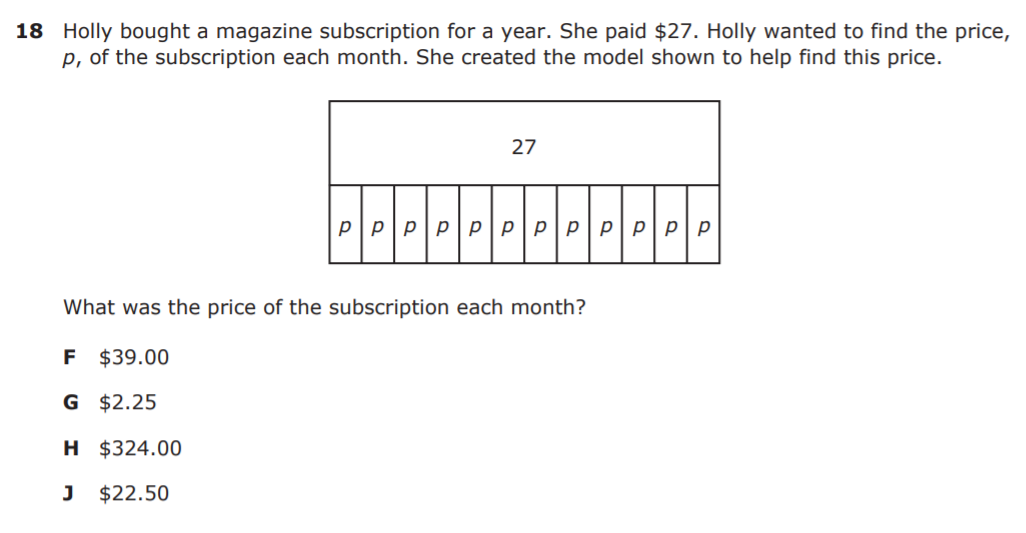 18 Holly bought a magazine subscription for a year. She paid $27. Holly wanted to find the price,
p, of the subscription each month. She created the model shown to help find this price.
27
p p p p p p p p p p p p
What was the price of the subscription each month?
F $39.00
G $2.25
H $324.00
J $22.50